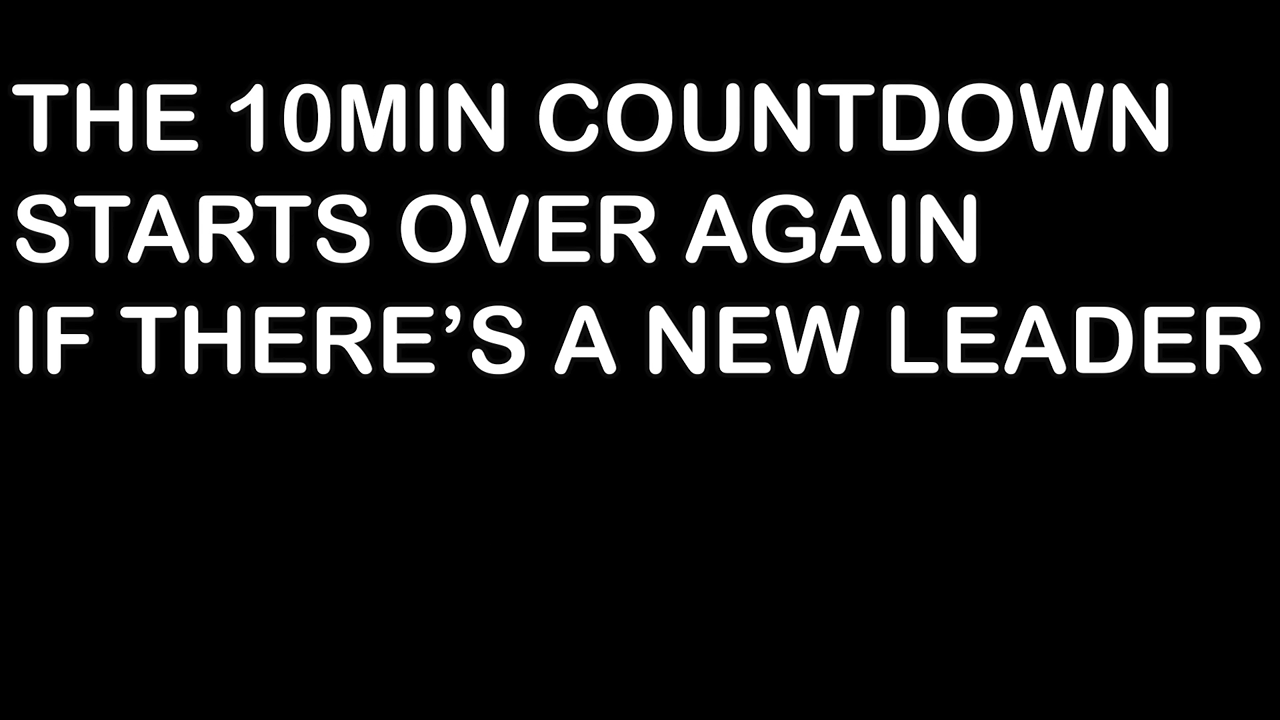 THE 10MIN COUNTDOWN
STARTS OVER AGAIN
IF THERE’S A NEW LEADER